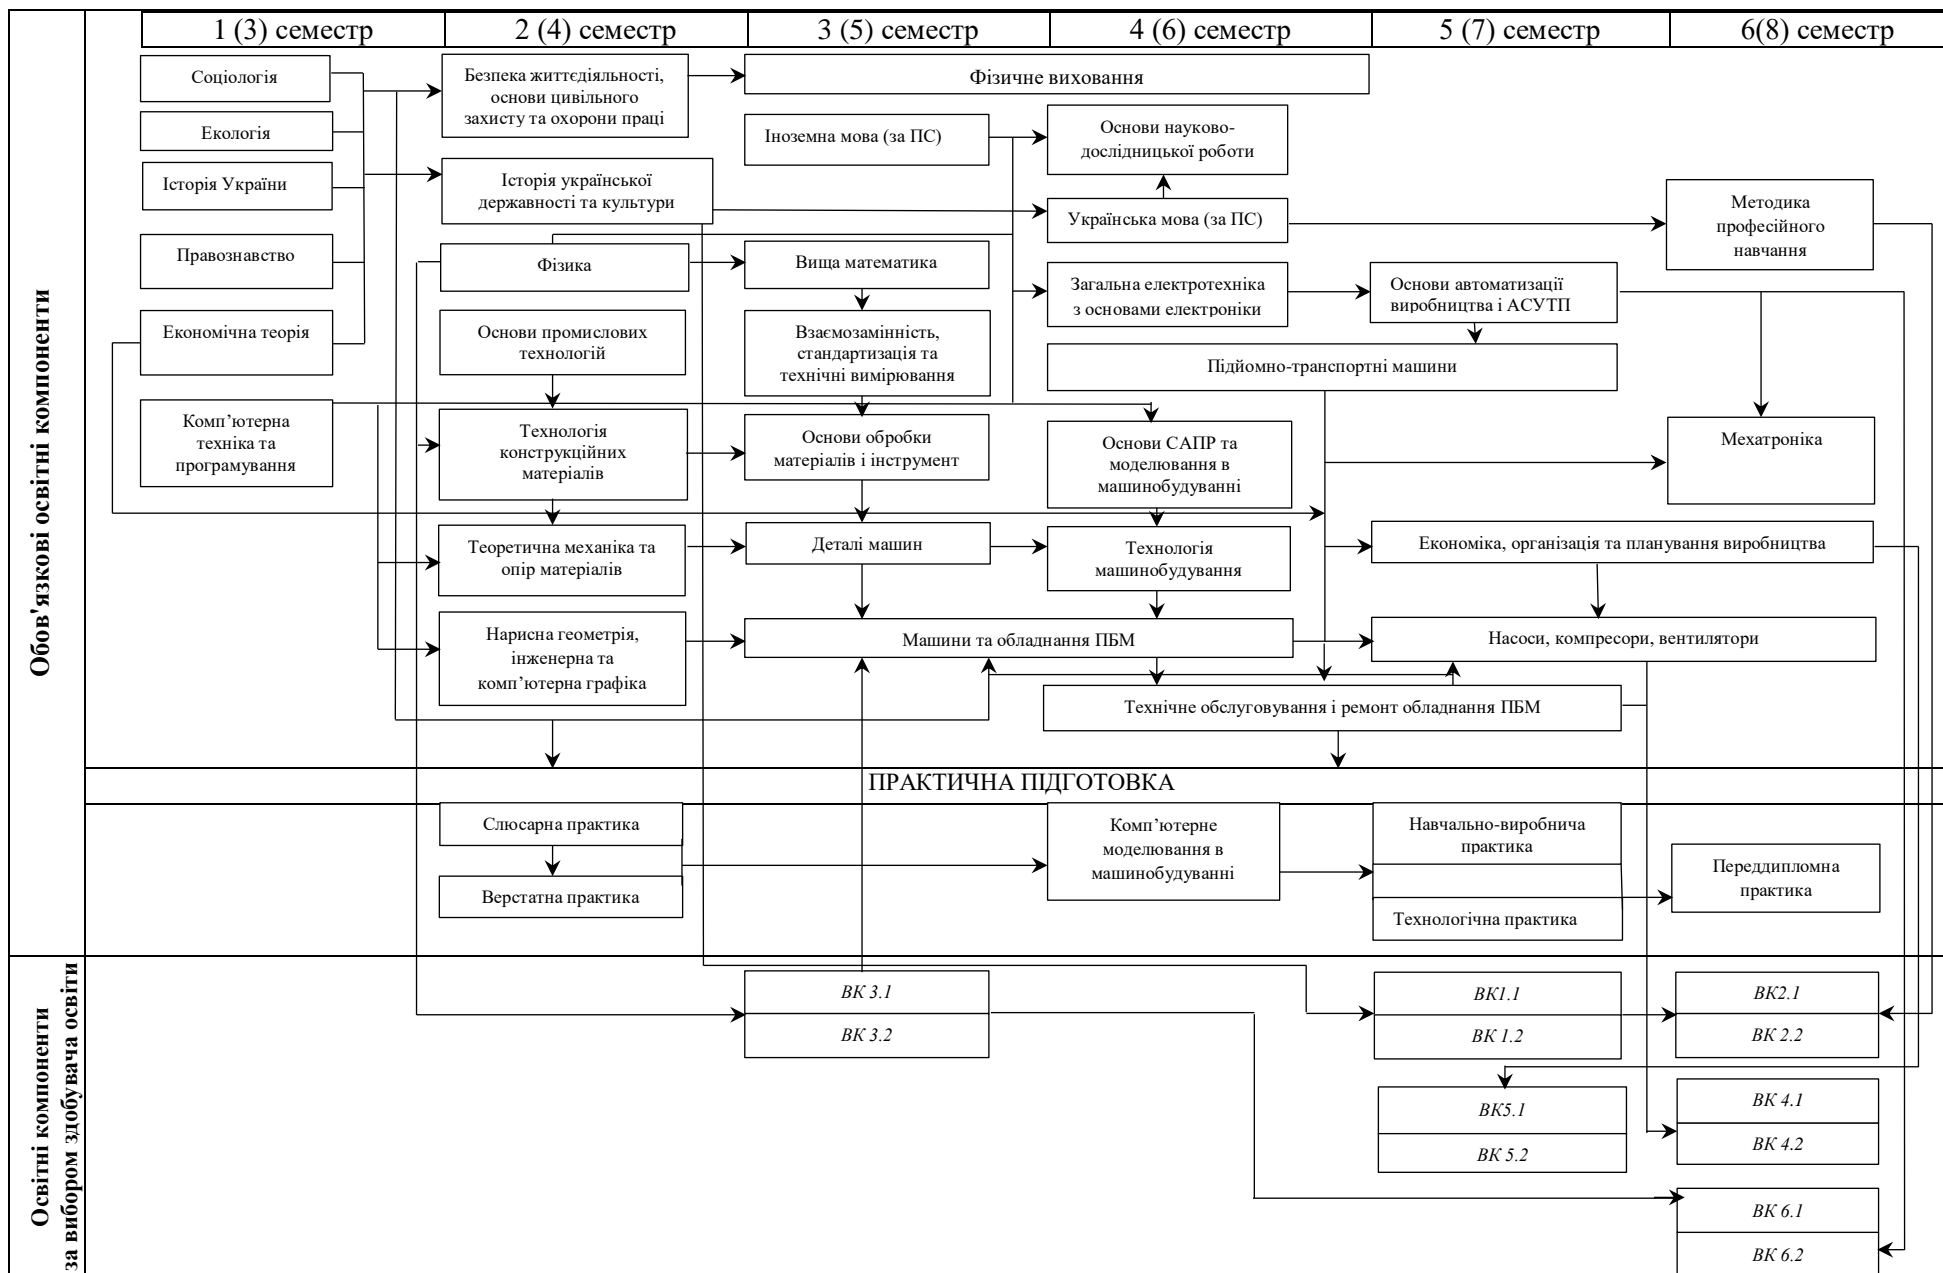 1 (3) семестр
2 (4) семестр
3 (5) семестр
4 (6) семестр
5 (7) семестр
6(8) семестр
Обов'язкові освітні компоненти
Соціологія
Екологія
Історія України
Правознавство
Економічна теорія
Комп’ютерна
техніка та
програмування
Безпека життєдіяльності,
основи цивільного
захисту та охорони праці
Історія української
державності та культури
Фізика
Основи промислових
технологій
Технологія
конструкційних
матеріалів
Теоретична механіка та
опір матеріалів
Нарисна геометрія,
інженерна та
комп’ютерна графіка
Фізичне виховання
Іноземна мова (за ПС)
Вища математика
Взаємозамінність,
стандартизація та
технічні вимірювання
Основи обробки
матеріалів і інструмент
Деталі машин
Машини та обладнання ПБМ
Основи науково-
дослідницької роботи
Українська мова (за ПС)
Загальна електротехніка
з основами електроніки
Підйомно-транспортні машини
Основи САПР та
моделювання в
машинобудуванні
Технологія
машинобудування
Технічне обслуговування і ремонт обладнання ПБМ
Основи автоматизації
виробництва і АСУТП
Економіка, організація та планування виробництва
Насоси, компресори, вентилятори
Методика
професійного
навчання
Мехатроніка
ПРАКТИЧНА ПІДГОТОВКА
Слюсарна практика
Верстатна практика
Комп’ютерне
моделювання в
машинобудуванні
Навчально-виробнича
практика
Технологічна практика
Переддипломна
практика
Освітні компоненти
за вибором здобувача освіти
ВК 3.1
ВК 3.2
ВК1.1
ВК 1.2
ВК2.1
ВК 2.2
ВК5.1
ВК 5.2
ВК 4.1
ВК 4.2
ВК 6.1
ВК 6.2